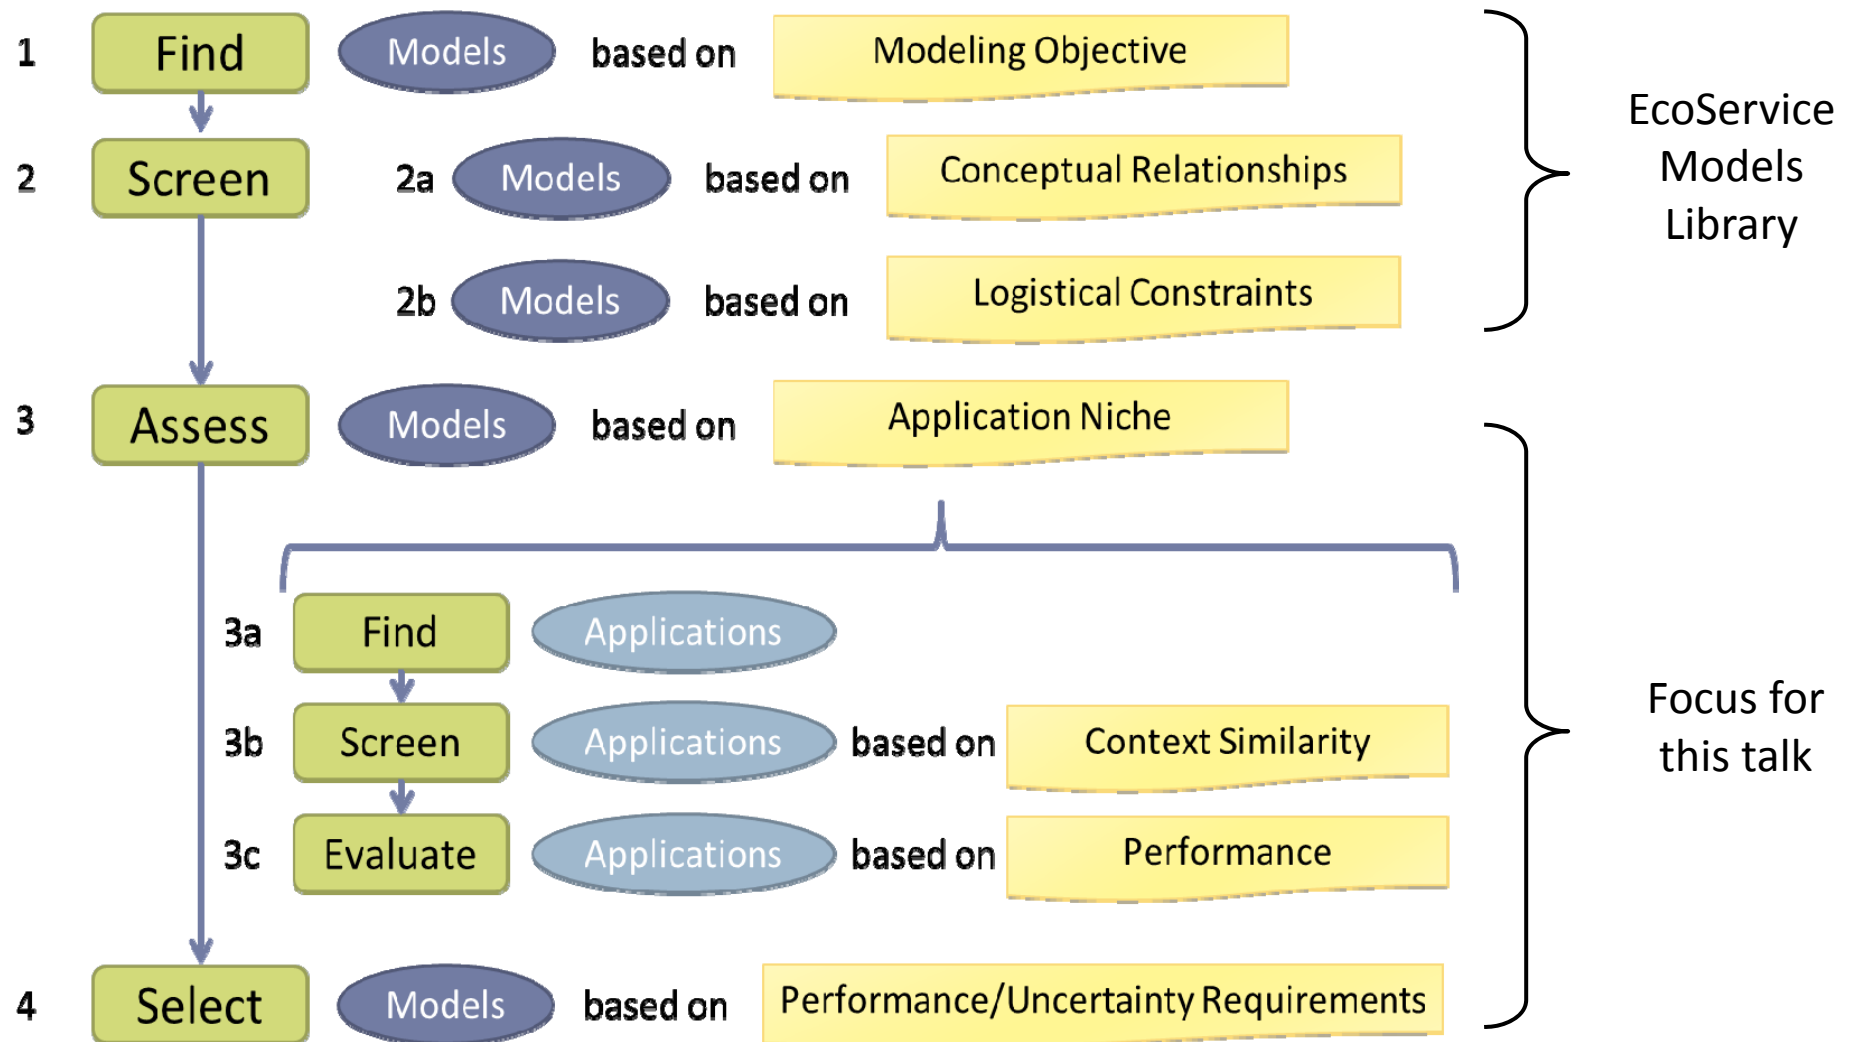 1 Find Models based on Modeling Objective
2 Screen 2a Models based on Conceptual Relationships
2b Models based on Logistical Constraints
EcoService
Models
Library
3 Assess Models based on Application Niche
3a Find Applications
3b Screen Applications based on Context Similarity
3c Evaluate Applications based on Performance
4 Select Models based on Performance/Uncertainty Requirements
Focus for
this talk